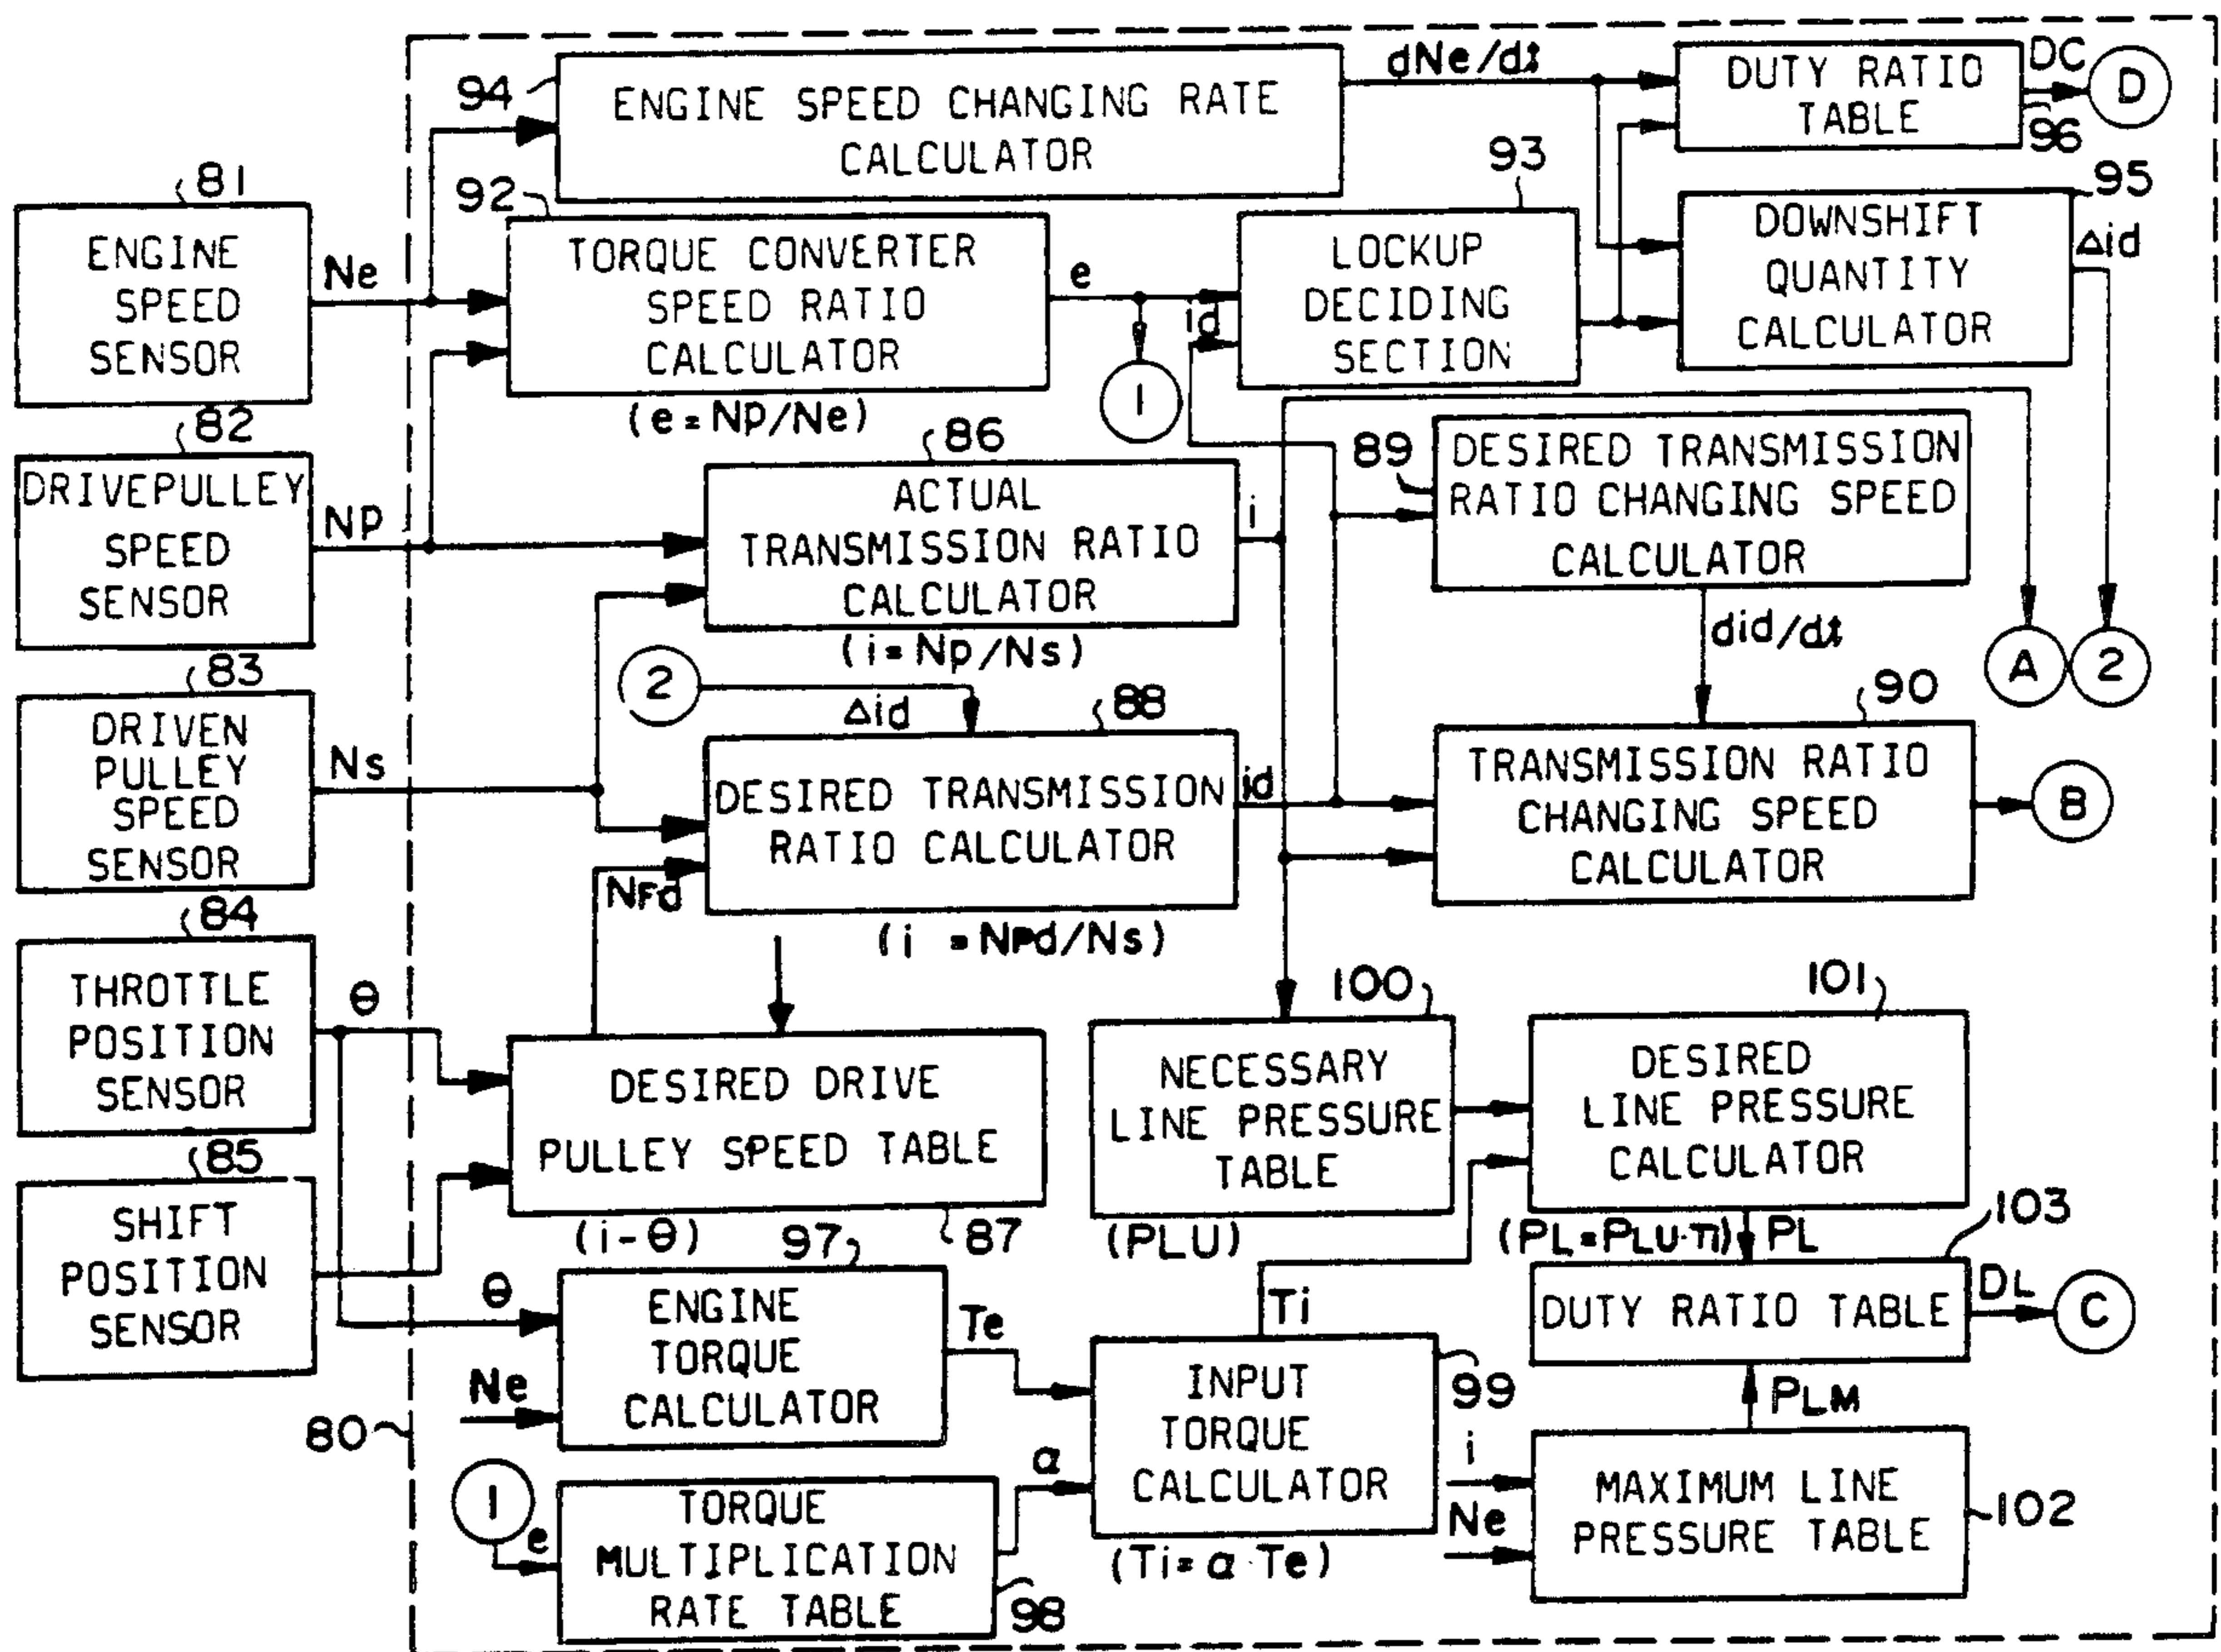 94
ENGINE SPEED CHANGING RATE
CALCULATOR
dNe/dt
DUTY RATIO
TABLE
DC
D
96
81
ENGINE
SPEED
SENSOR
Ne
92
TORQUE CONVERTER
SPEED RATIO
CALCULATOR
(e=Np/Ne)
e
1
id
93
LOCKUP
DECIDING
SECTION
95
DOWNSHIFT
QUANTITY
CALCULATOR
Δid
82
DRIVEPULLEY
SPEED
SENSOR
Np
86
ACTUAL
TRANSMISSION RATIO
CALCULATOR
(i=Np/Ns)
i
89
DESIRED TRANSMISSION
RATIO CHANGING SPEED
CALCULATOR
did/dt
A
2
83
DRIVEN
PULLEY
SPEED
SENSOR
Ns
2
Δid
88
DESIRED TRANSMISSION
RATIO CALCULATOR
(i =NPd/Ns)
NFd
id
90
TRANSMISSION RATIO
CHANGING SPEED
CALCULATOR
B
84
THROTTLE
POSITION
SENSOR
θ
DESIRED DRIVE
PULLEY SPEED TABLE
(i-θ)
87
100
NECESSARY
LINE PRESSURE
TABLE
(PLU)
101
DESIRED
LINE PRESSURE
CALCULATOR
(PL=PLU·Ti)
PL
85
SHIFT
POSITION
SENSOR
97
θ
Ne
ENGINE
TORQUE
CALCULATOR
Te
Ti
103
DUTY RATIO TABLE
DL
C
80
1
e
TORQUE
MULTIPLICATION
RATE TABLE
98
α
INPUT
TORQUE
CALCULATOR
99
(Ti=α·Te)
PLM
i
Ne
MAXIMUM LINE
PRESSURE TABLE
102